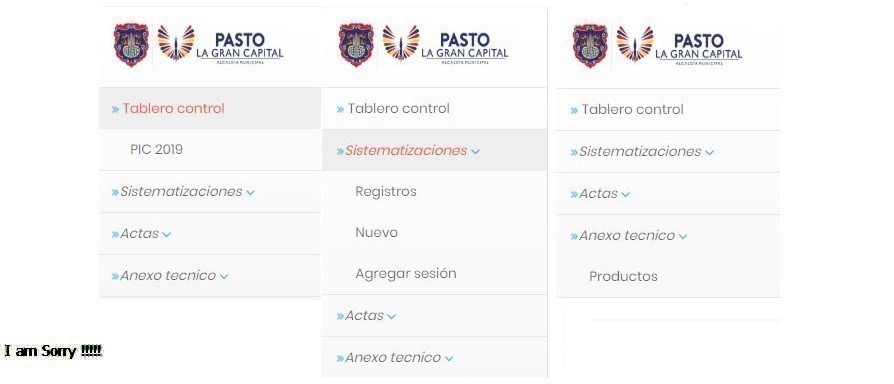 PASTO
LA GRAN CAPITAL
ALCALDÍA MUNICIPAL
» Tablero control
PIC 2019
»Sistematizaciones
»Actas
»Anexo tecnico
PASTO
LA GRAN CAPITAL
ALCALDÍA MUNICIPAL
» Tablero control
»Sistematizaciones
Registros
Nuevo
Agregar sesión
»Actas
»Anexo tecnico
PASTO
LA GRAN CAPITAL
ALCALDÍA MUNICIPAL
» Tablero control
»Sistematizaciones
»Actas
»Anexo tecnico
Productos
I am Sorry !!!!!